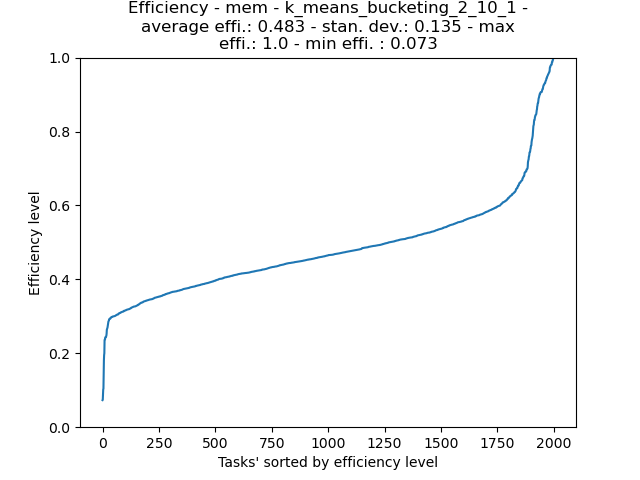 Efficiency - mem - k_means_bucketing_2_10_1 -
average effi.: 0.483 - stan. dev.: 0.135 - max
effi.: 1.0 - min effi. : 0.073
1.0
0.8
0.6
0.4
0.2
0.0
Efficiency level
0 250 500 750 1000 1250 1500 1750 2000
Tasks' sorted by efficiency level